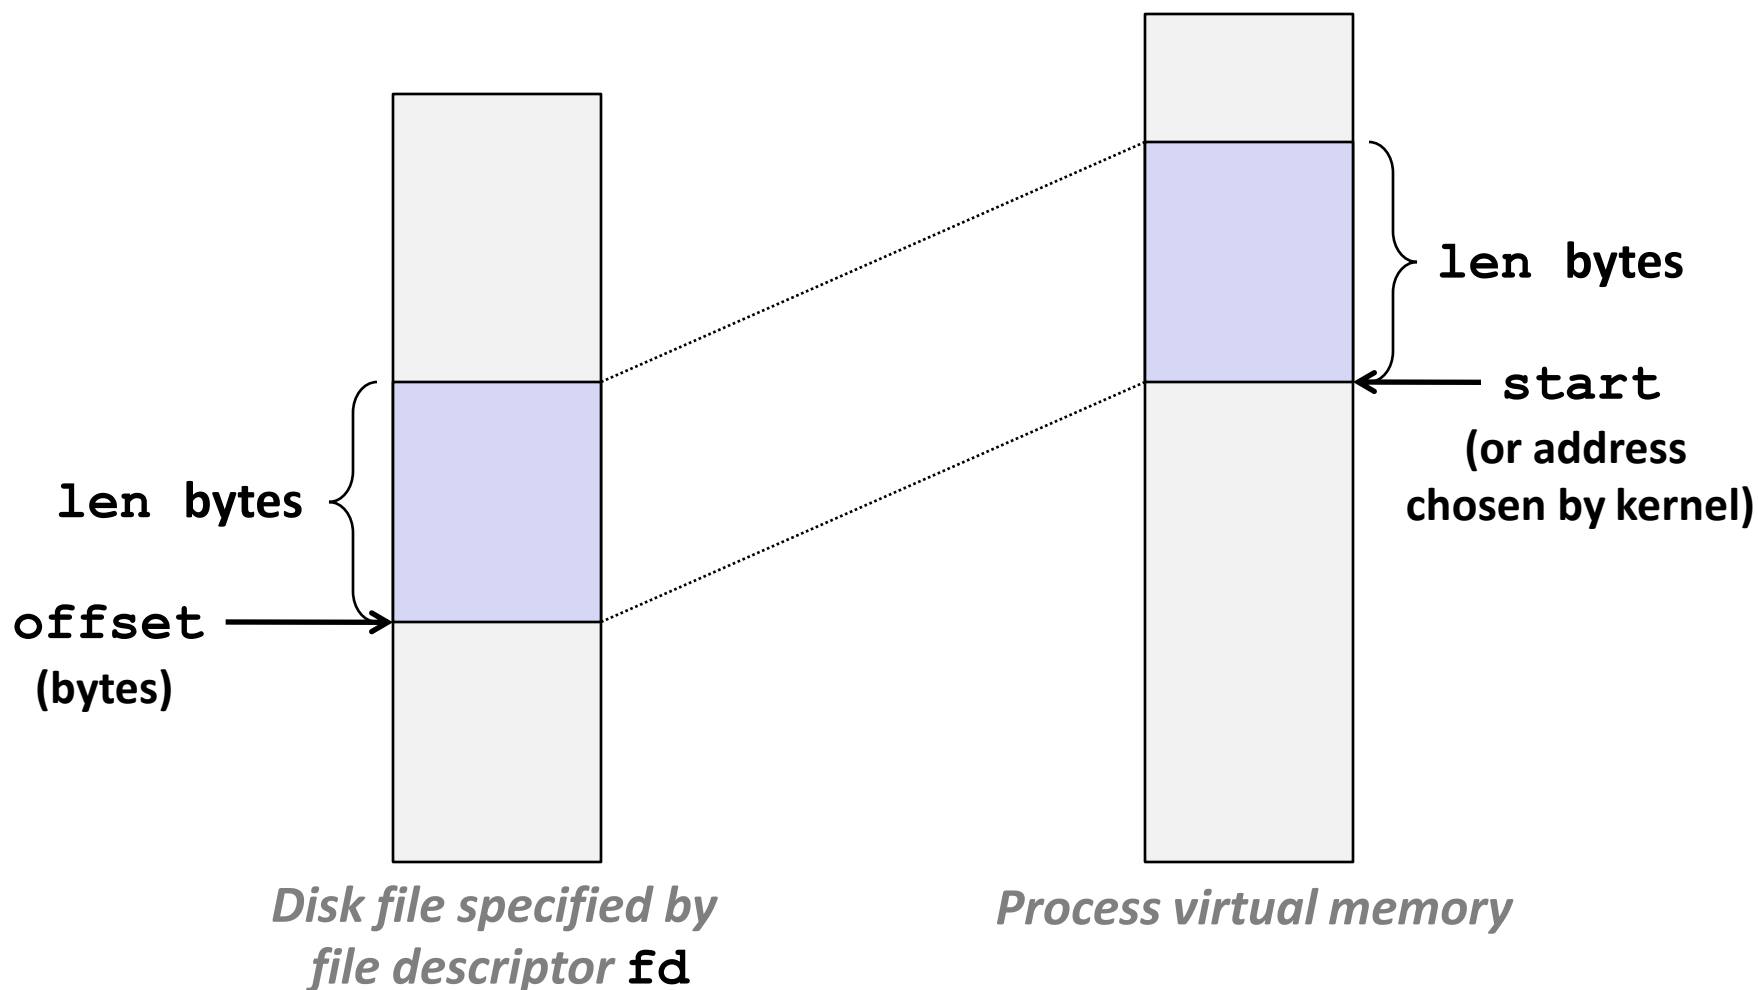 len bytes
start
(or address
chosen by kernel)
len bytes
offset
(bytes)
Disk file specified by
file descriptor fd
Process virtual memory